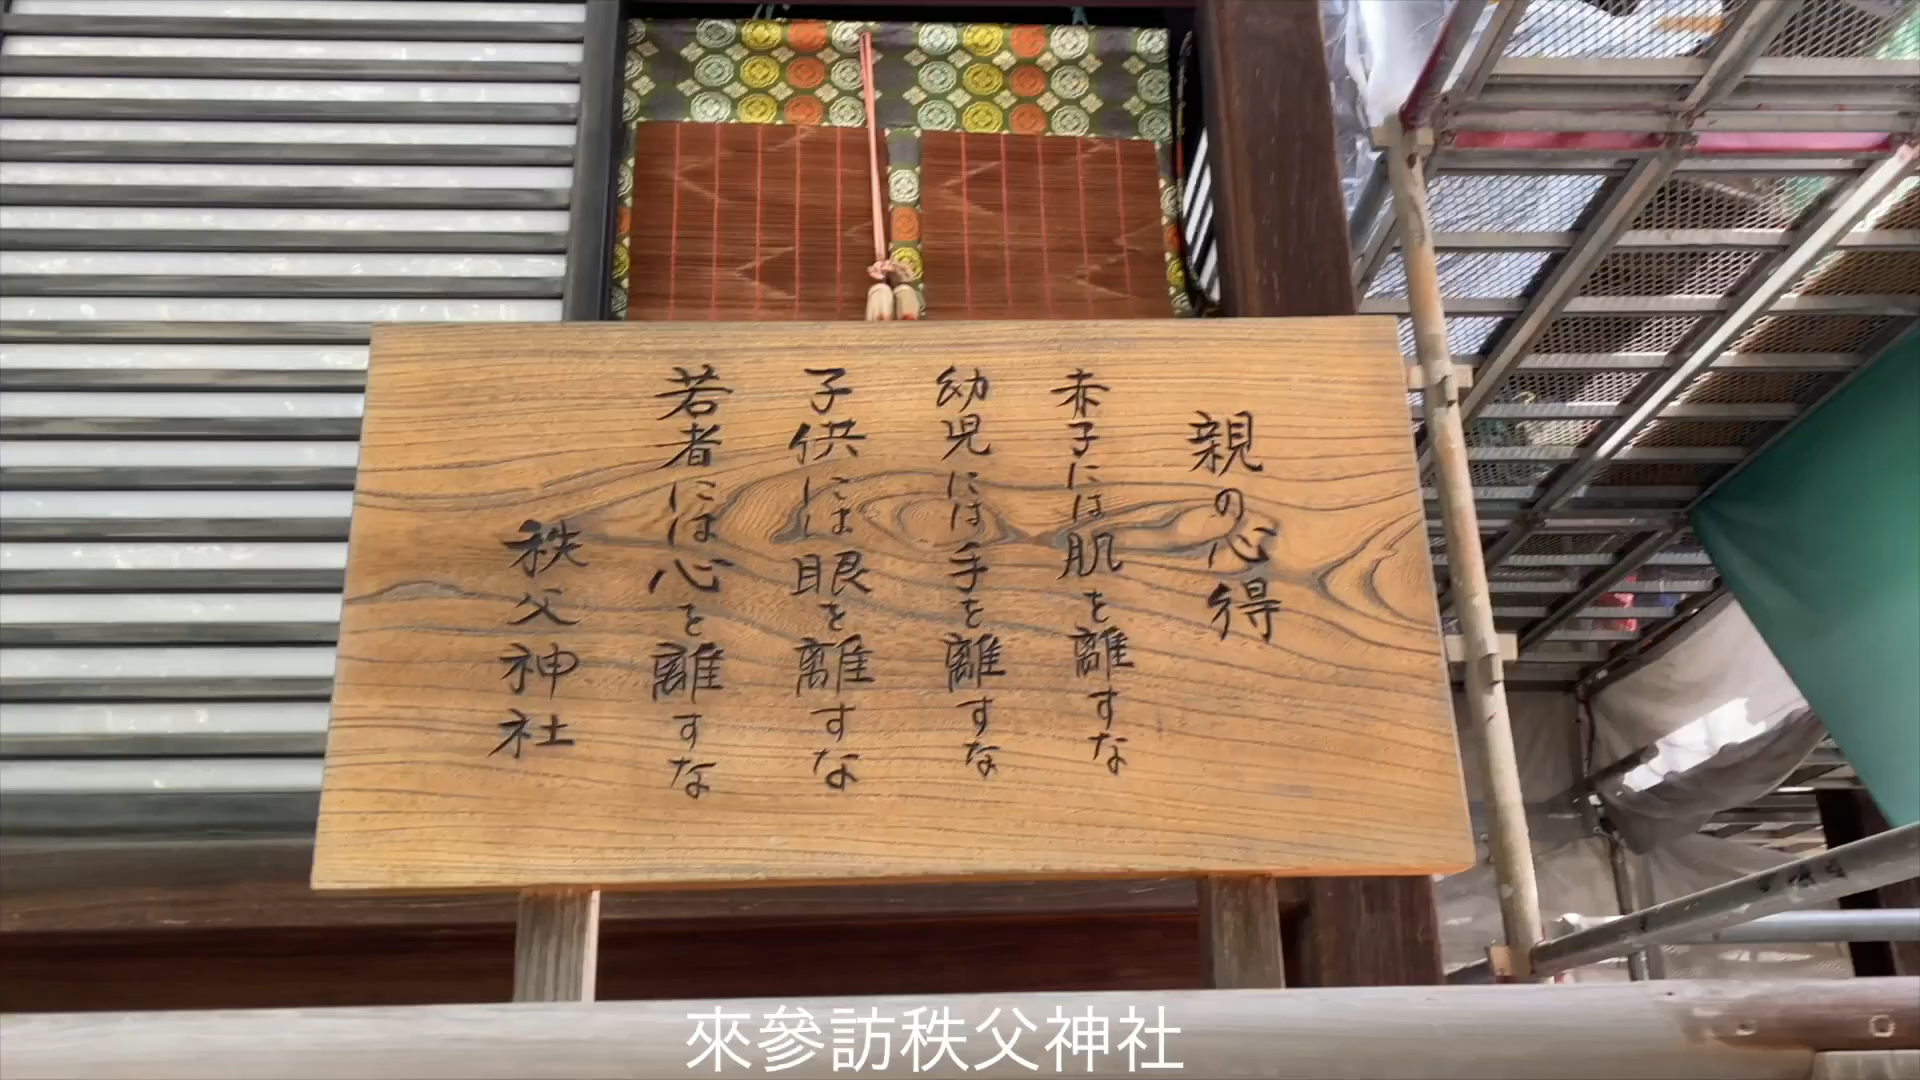 親の心得
赤子には肌を離すな
幼児には手を離すな
子供には眼を離すな
若者には心を離すな
秩父神社
來參訪秩父神社